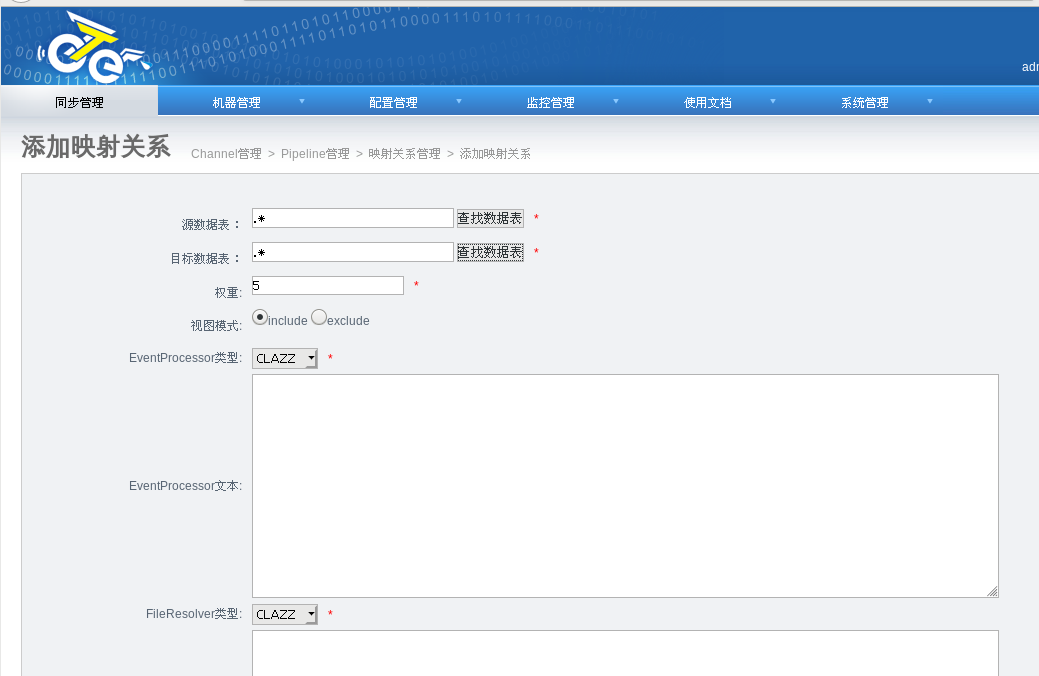 adm
同步管理 机器管理 配置管理 监控管理 使用文档 系统管理
添加映射关系 Channel管理 > Pipeline管理 > 映射关系管理 > 添加映射关系
源数据表： .* 查找数据表 *
目标数据表： .* 查找数据表 *
权重: 5 *
视图模式: include exclude
EventProcessor类型: CLAZZ *
EventProcessor文本:
FileResolver类型: CLAZZ *